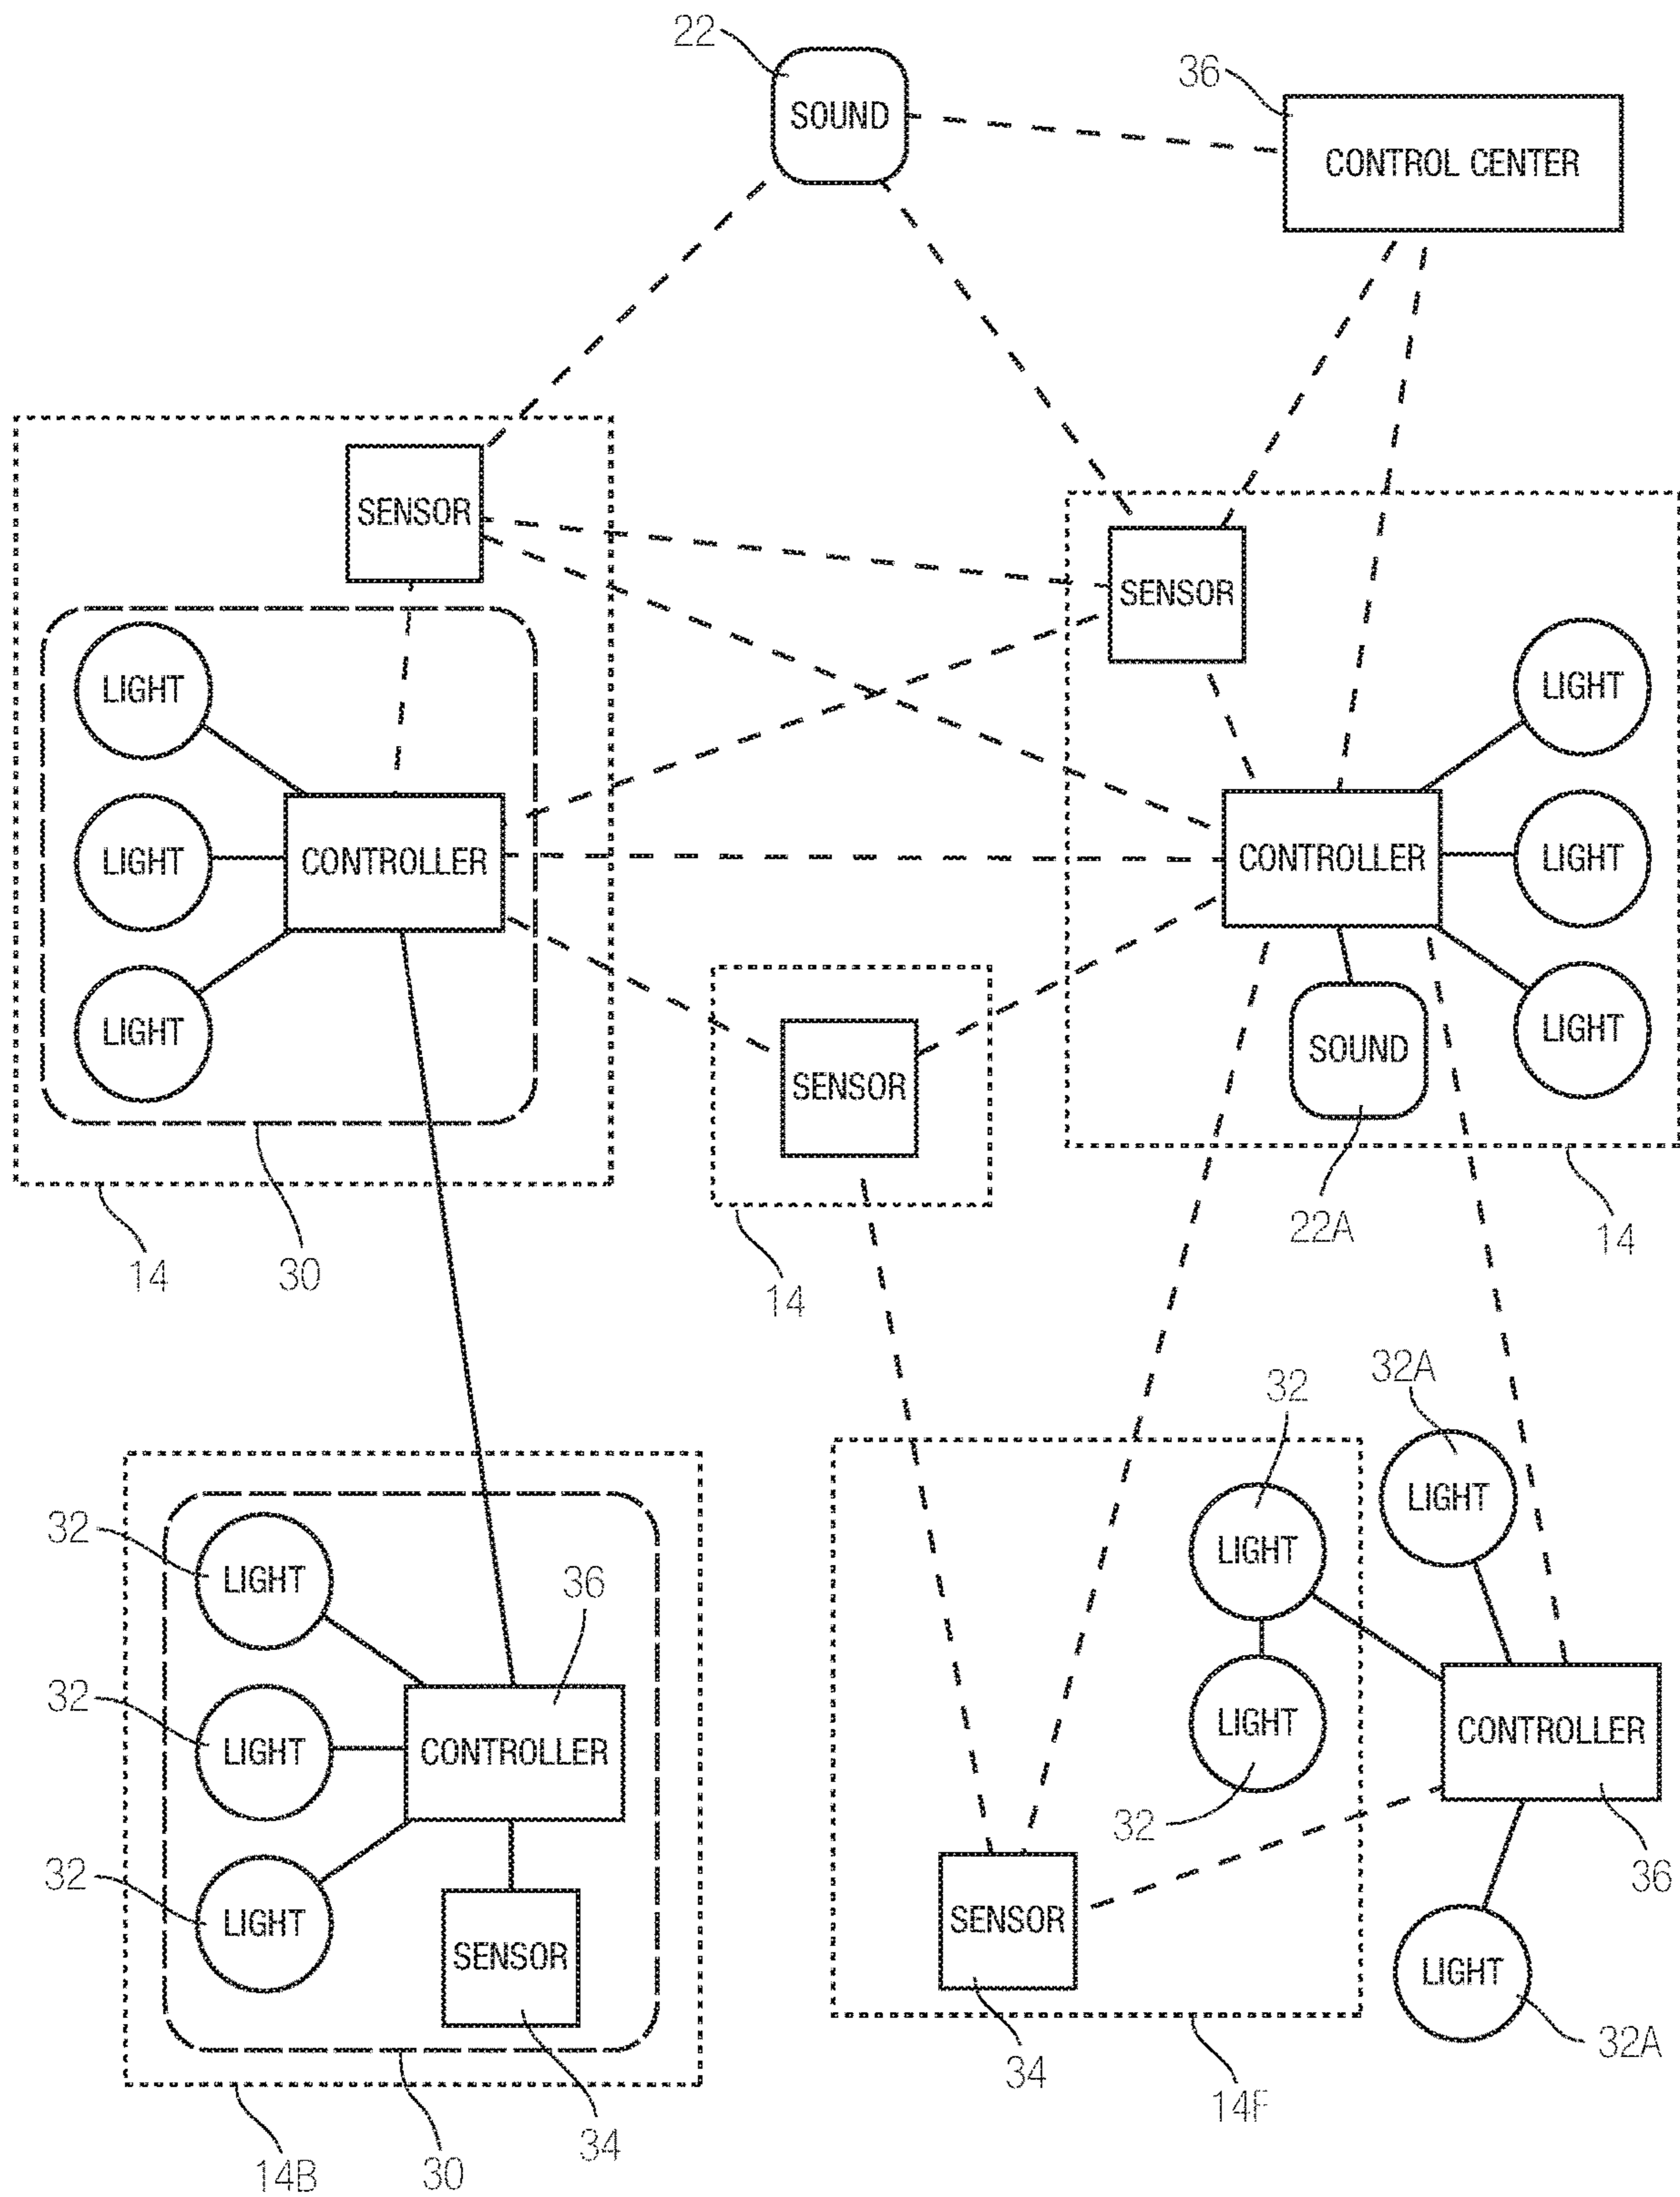 22
SOUND
36
CONTROL CENTER
SENSOR
SENSOR
LIGHT
LIGHT
LIGHT
CONTROLLER
LIGHT
CONTROLLER
LIGHT
LIGHT
LIGHT
SOUND
SENSOR
22A
14
14
30
14
32
32A
LIGHT
32
LIGHT
LIGHT
36
32
LIGHT
CONTROLLER
LIGHT
CONTROLLER
32
32
LIGHT
SENSOR
36
SENSOR
LIGHT
34
32A
14F
34
30
14B